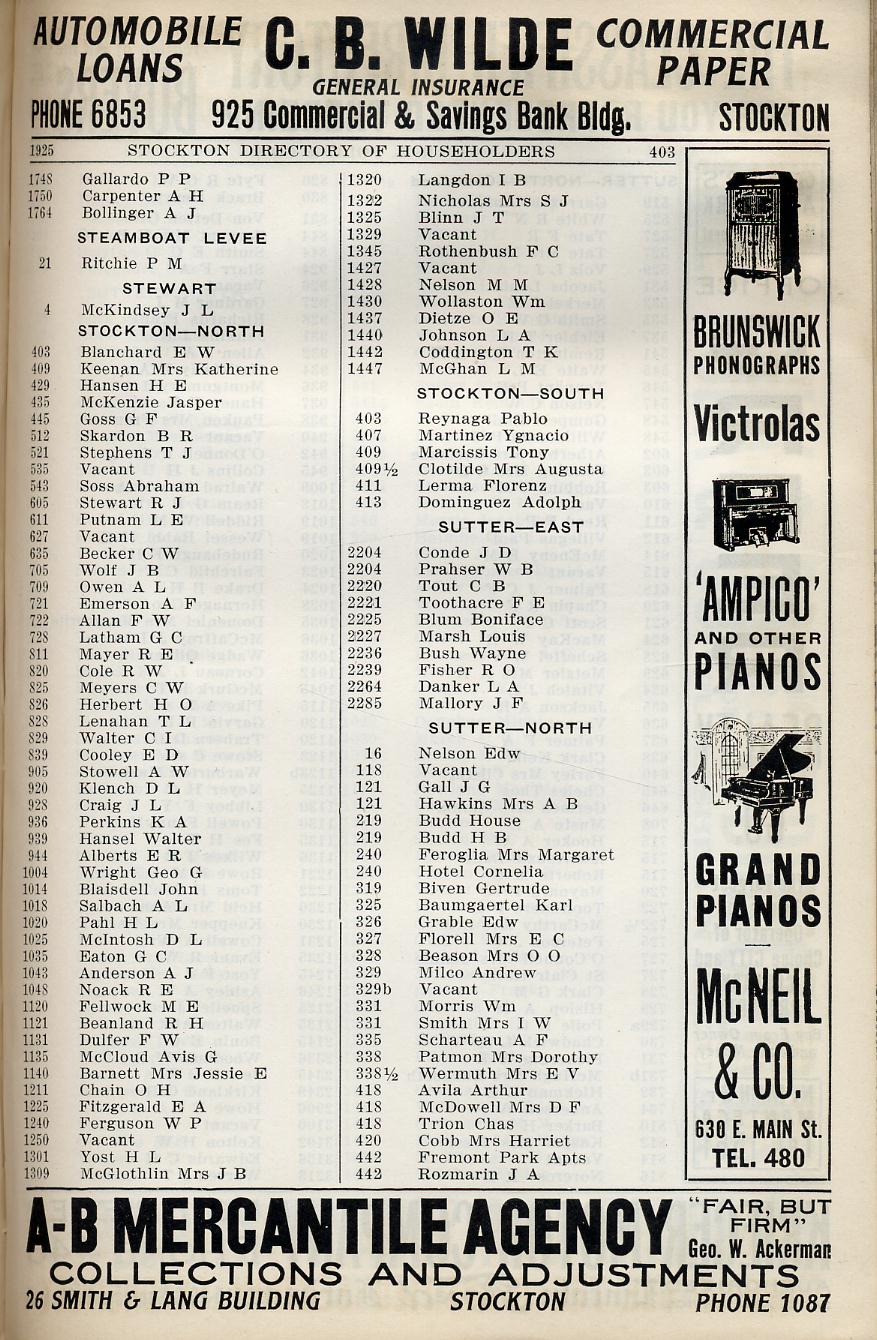 AUTOMOBILE LOANS
C. B. WILDE
GENERAL INSURANCE
COMMERCIAL PAPER
PHONE 6853 925 Commercial & Savings Bank Bldg. STOCKTON
1925 STOCKTON DIRECTORY OF HOUSEHOLDERS 403
1748 Gallardo P P
1750 Carpenter A H
1764 Bollinger A J
STEAMBOAT LEVEE
21 Ritchie P M
STEWART
4 McKindsey J L
STOCKTON—NORTH
403 Blanchard E W
409 Keenan Mrs Katherine
429 Hansen H E
435 McKenzie Jasper
445 Goss G F
512 Skardon B R
521 Stephens T J
535 Vacant
543 Soss Abraham
605 Stewart R J
611 Putnam L E
627 Vacant
635 Becker C W
705 Wolf J B
709 Owen A L
721 Emerson A F
722 Allan F W
728 Latham G C
811 Mayer R E
820 Cole R W
825 Meyers C W
826 Herbert H O
828 Lenahan T L
829 Walter C I
839 Cooley E D
905 Stowell A W
920 Klench D L
928 Craig J L
936 Perkins K A
939 Hansel Walter
944 Alberts E R
1004 Wright Geo G
1014 Blaisdell John
1018 Salbach A L
1020 Pahl H L
1025 McIntosh D L
1035 Eaton G C
1043 Anderson A J
1048 Noack R E
1120 Fellwock M E
1121 Beanland R H
1131 Dulfer F W
1135 McCloud Avis G
1140 Barnett Mrs Jessie E
1211 Chain O H
1225 Fitzgerald E A
1240 Ferguson W P
1250 Vacant
1301 Yost H L
1309 McGlothlin Mrs J B
1320 Langdon I B
1322 Nicholas Mrs S J
1325 Blinn J T
1329 Vacant
1345 Rothenbush F C
1427 Vacant
1428 Nelson M M
1430 Wollaston Wm
1437 Dietze O E
1440 Johnson L A
1442 Coddington T K
1447 McGhan L M
STOCKTON—SOUTH
403 Reynaga Pablo
407 Martinez Ygnacio
409 Marcissis Tony
409½ Clotilde Mrs Augusta
411 Lerma Florenz
413 Dominguez Adolph
SUTTER—EAST
2204 Conde J D
2204 Prahser W B
2220 Tout C B
2221 Toothacre F E
2225 Blum Boniface
2227 Marsh Louis
2236 Bush Wayne
2239 Fisher R O
2264 Danker L A
2285 Mallory J F
SUTTER—NORTH
16 Nelson Edw
118 Vacant
121 Gall J G
121 Hawkins Mrs A B
219 Budd House
219 Budd H B
240 Feroglia Mrs Margaret
240 Hotel Cornelia
319 Biven Gertrude
325 Baumgaertel Karl
326 Grable Edw
327 Florell Mrs E C
328 Beason Mrs O O
329 Milco Andrew
329b Vacant
331 Morris Wm
331 Smith Mrs I W
335 Scharteau A F
338 Patmon Mrs Dorothy
338½ Wermuth Mrs E V
418 Avila Arthur
418 McDowell Mrs D F
418 Trion Chas
420 Cobb Mrs Harriet
442 Fremont Park Apts
442 Rozmarin J A
BRUNSWICK
PHONOGRAPHS
Victrolas
'AMPICO'
AND OTHER
PIANOS
GRAND
PIANOS
McNEIL
& CO.
630 E. MAIN St.
TEL. 480
A-B MERCANTILE AGENCY
"FAIR, BUT
FIRM"
Geo. W. Ackerman
COLLECTIONS AND ADJUSTMENTS
26 SMITH & LANG BUILDING STOCKTON PHONE 1087